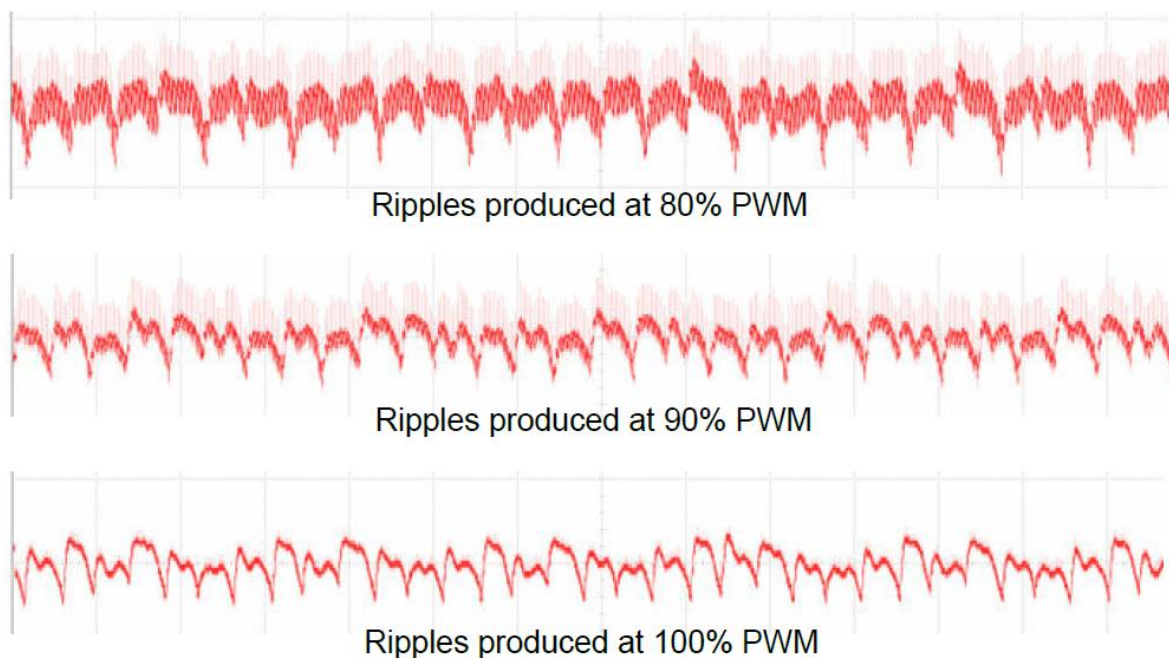 Ripples produced at 80% PWM
Ripples produced at 90% PWM
Ripples produced at 100% PWM